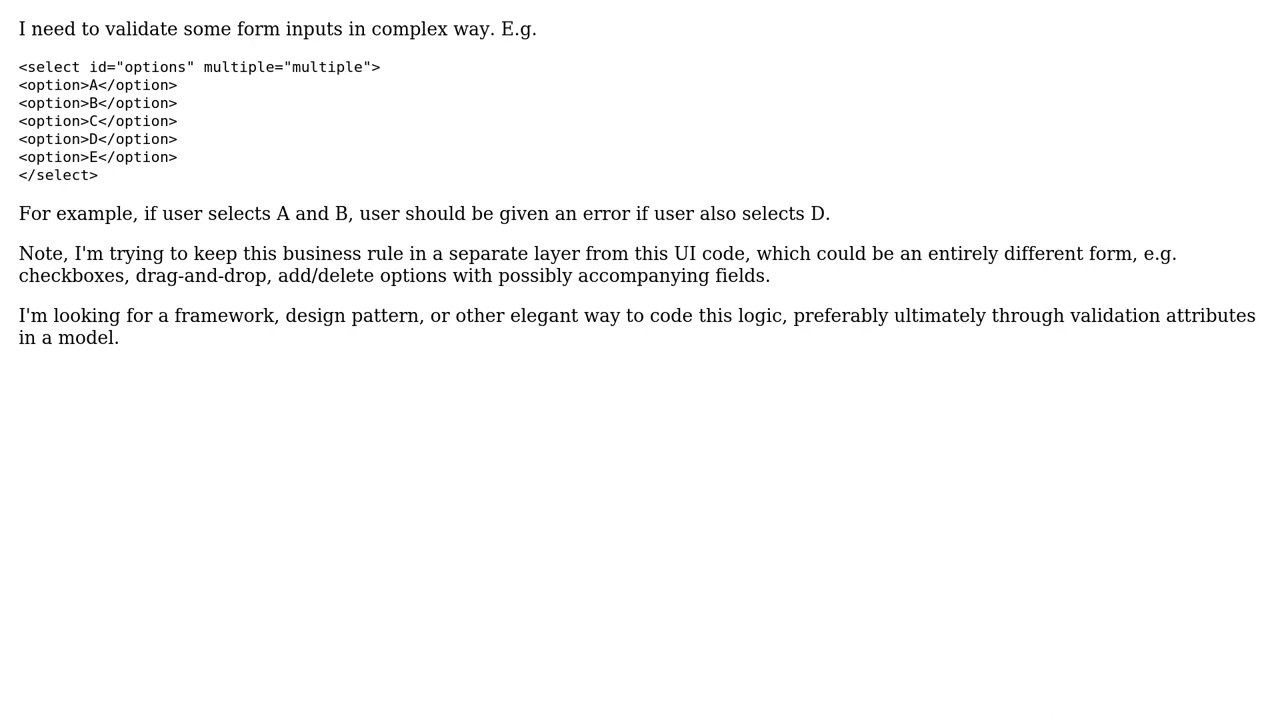 I need to validate some form inputs in complex way. E.g.
<select id="options" multiple="multiple">
<option>A</option>
<option>B</option>
<option>C</option>
<option>D</option>
<option>E</option>
</select>
For example, if user selects A and B, user should be given an error if user also selects D.
Note, I'm trying to keep this business rule in a separate layer from this UI code, which could be an entirely different form, e.g.
checkboxes, drag-and-drop, add/delete options with possibly accompanying fields.
I'm looking for a framework, design pattern, or other elegant way to code this logic, preferably ultimately through validation attributes
in a model.